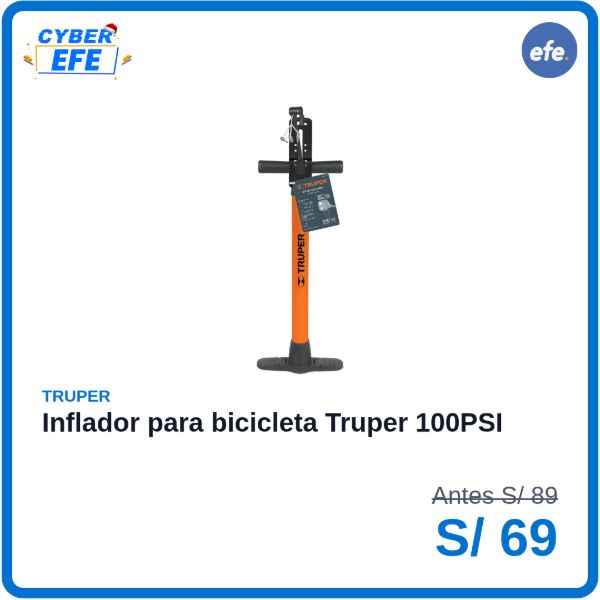 CYBER
EFE
efe.
TRUPER
TRUPER
TRUPER
Inflador para bicicleta Truper 100PSI
Antes S/ 89
S/ 69